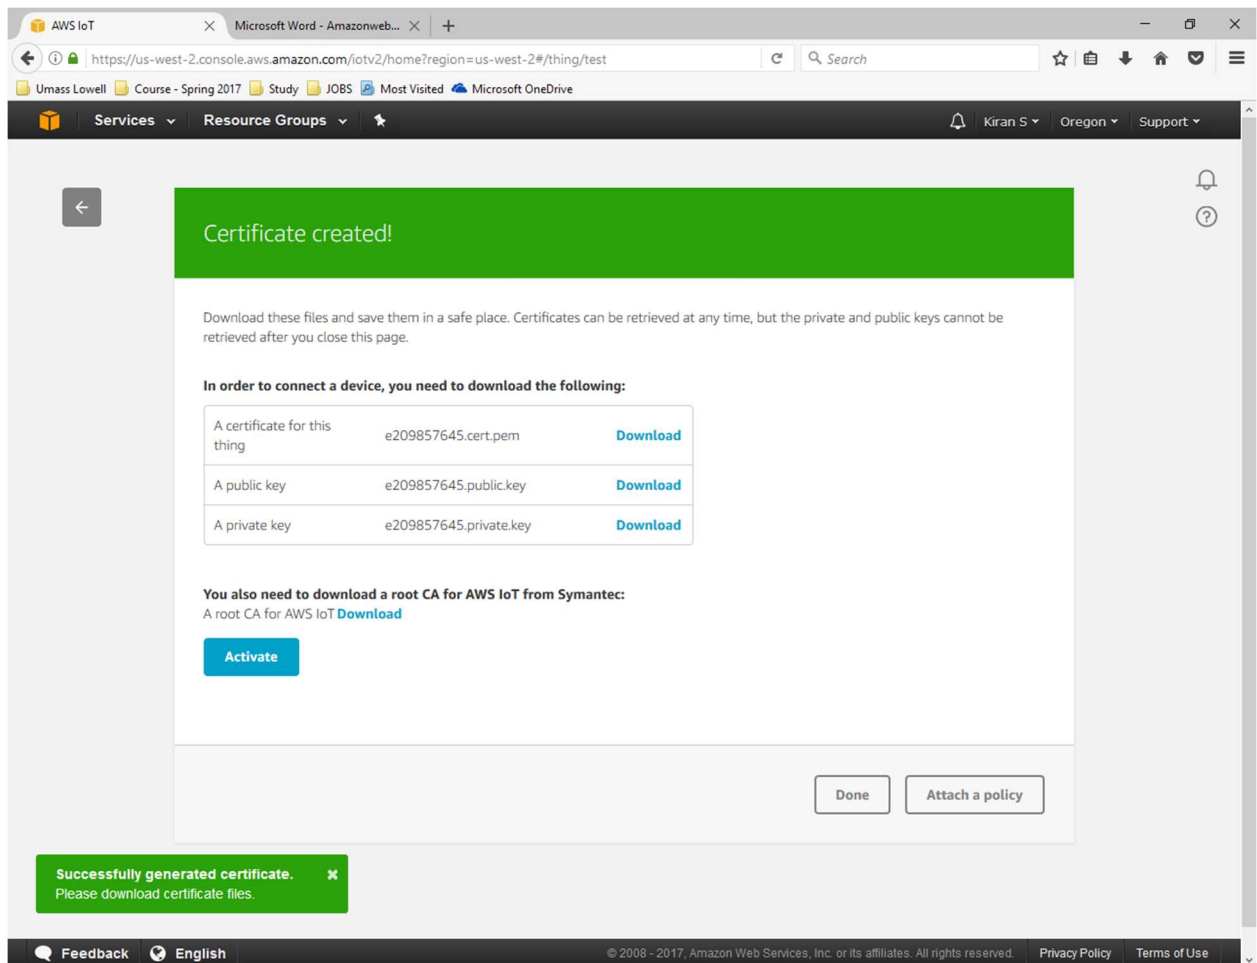 AWS IoT
Microsoft Word - Amazonweb...
https://us-west-2.console.aws.amazon.com/iotv2/home?region=us-west-2#/thing/test
Search
Umass Lowell Course - Spring 2017 Study JOBS Most Visited Microsoft OneDrive
Services Resource Groups Kiran S Oregon Support
Certificate created!
Download these files and save them in a safe place. Certificates can be retrieved at any time, but the private and public keys cannot be
retrieved after you close this page.
In order to connect a device, you need to download the following:
A certificate for this
thing
e209857645.cert.pem Download
A public key e209857645.public.key Download
A private key e209857645.private.key Download
You also need to download a root CA for AWS IoT from Symantec:
A root CA for AWS IoT Download
Activate
Done Attach a policy
Successfully generated certificate.
Please download certificate files.
Feedback English © 2008 - 2017, Amazon Web Services, Inc. or its affiliates. All rights reserved. Privacy Policy Terms of Use